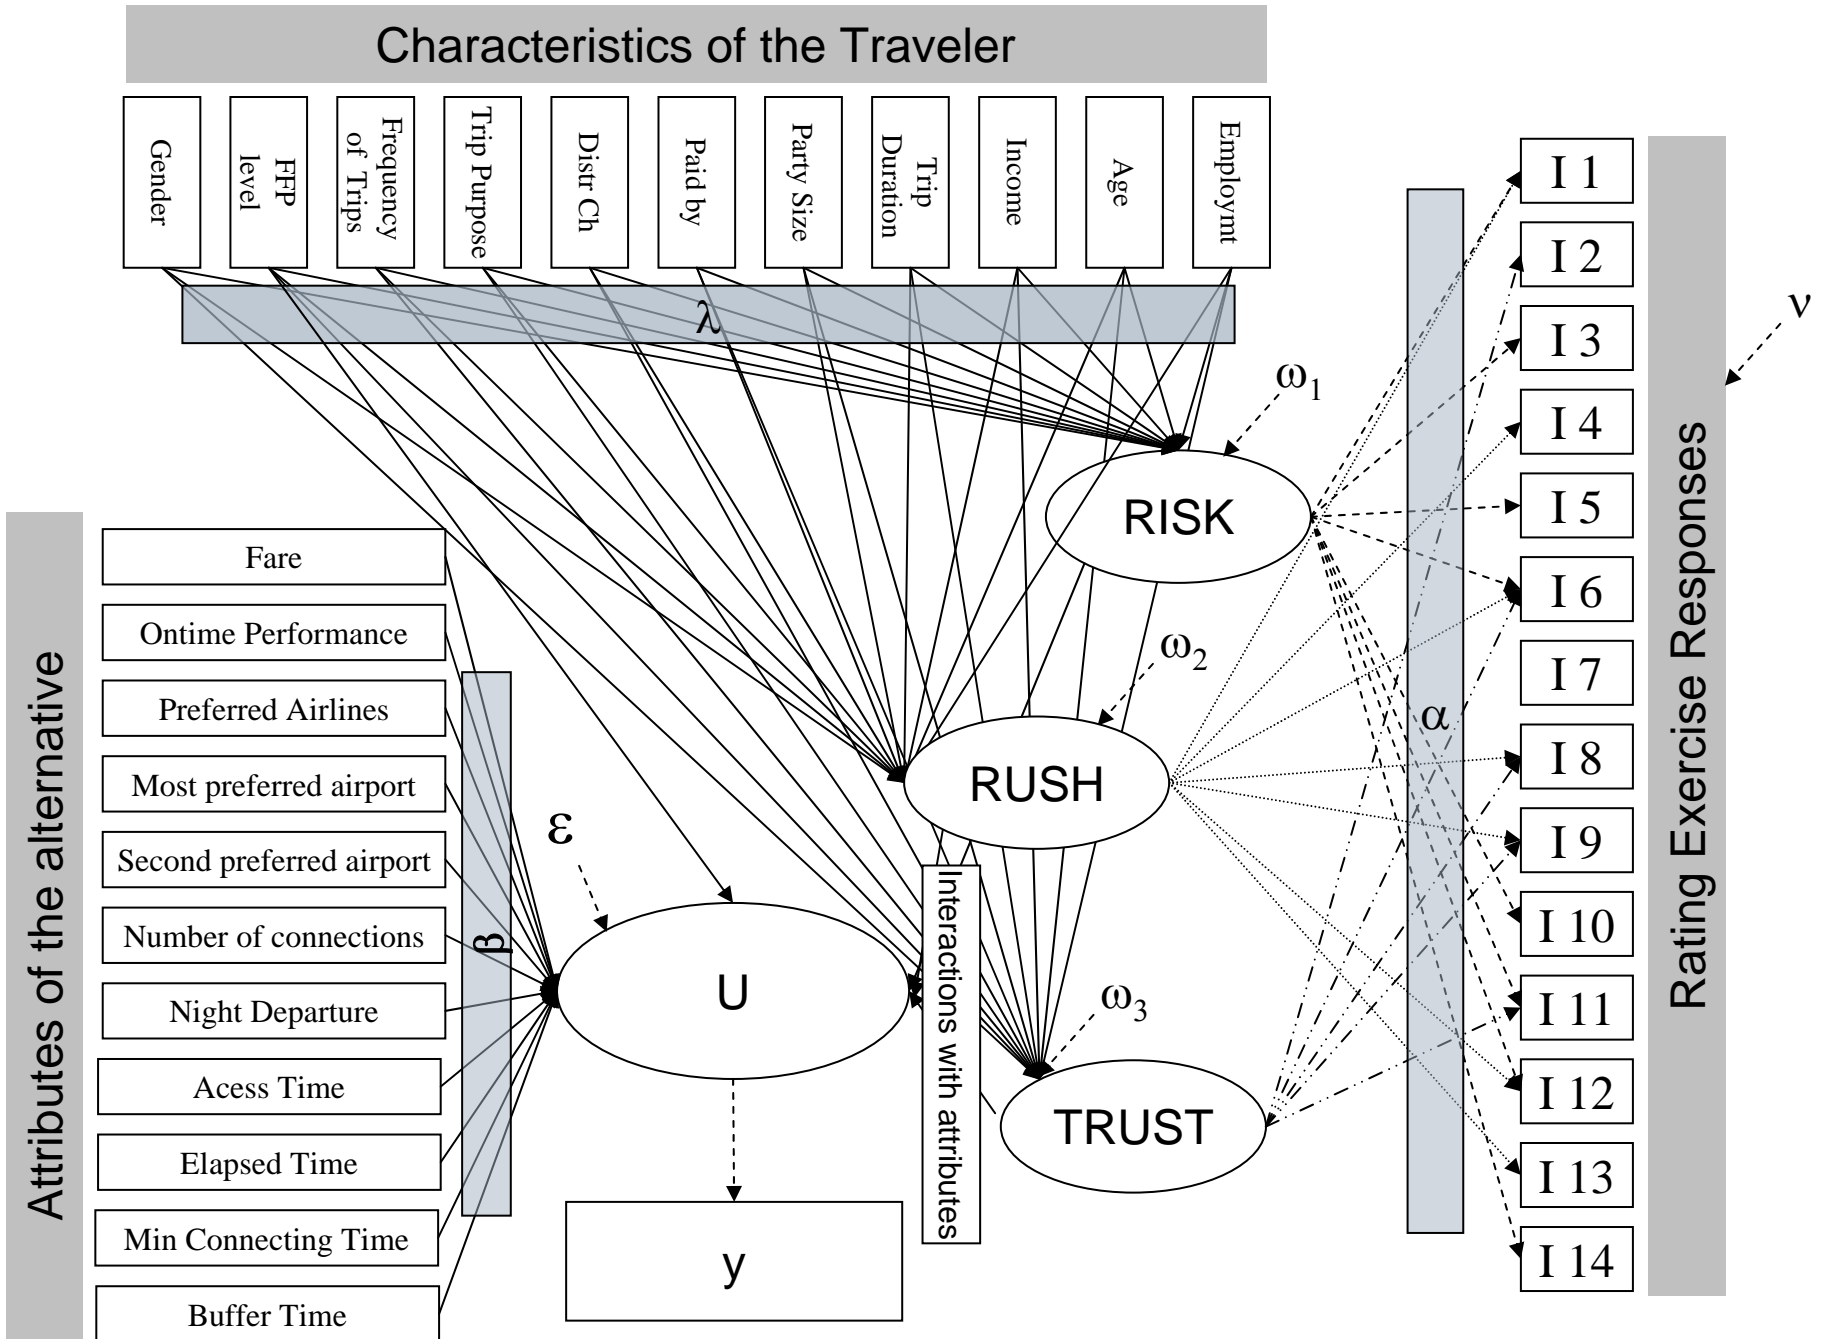 Characteristics of the Traveler
Gender
FFP
level
Frequency
of Trips
Trip Purpose
Distr Ch
Paid by
Party Size
Trip
Duration
Income
Age
Employmt
λ
ω1
RISK
ω2
RUSH
ω3
TRUST
Attributes of the alternative
Fare
Ontime Performance
Preferred Airlines
Most preferred airport
Second preferred airport
Number of connections
Night Departure
Acess Time
Elapsed Time
Min Connecting Time
Buffer Time
β
ε
U
y
Interactions with attributes
α
I 1
I 2
I 3
I 4
I 5
I 6
I 7
I 8
I 9
I 10
I 11
I 12
I 13
I 14
Rating Exercise Responses
ν